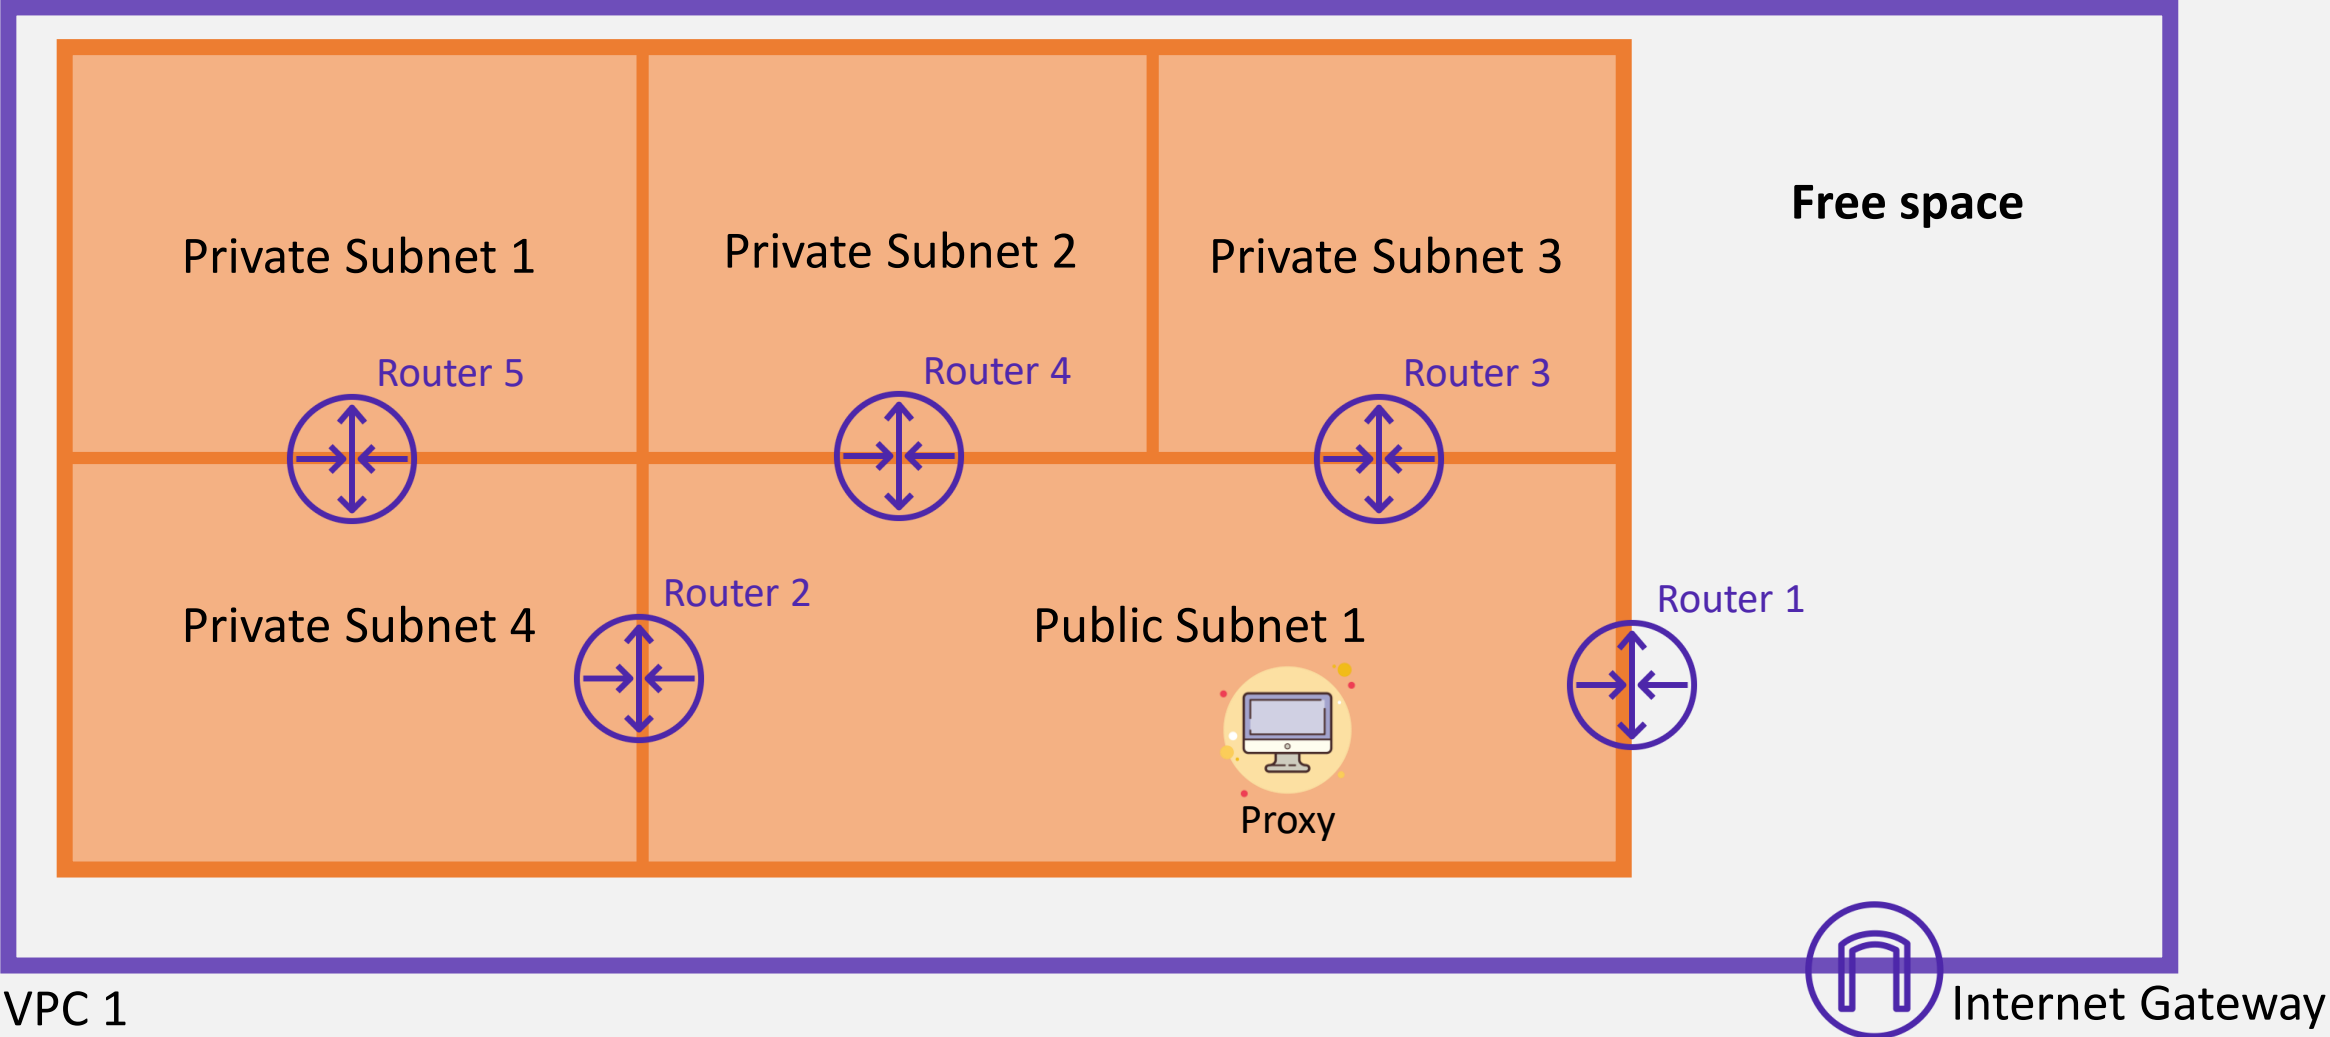 Free space
Private Subnet 1
Private Subnet 2
Private Subnet 3
Router 5
Router 4
Router 3
Router 2
Router 1
Private Subnet 4
Public Subnet 1
Proxy
VPC 1
Internet Gateway